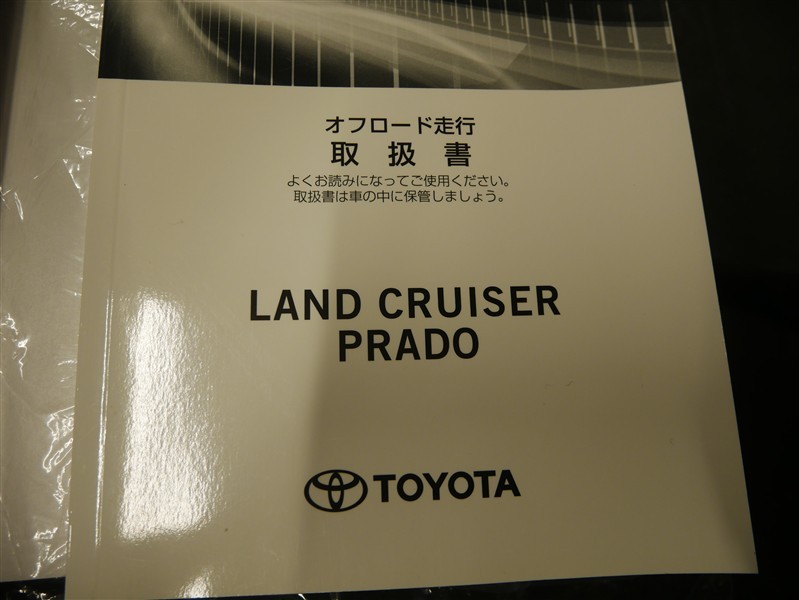 オフロード走行
取扱書
よくお読みになってご使用ください。
取扱書は車の中に保管しましょう。
LAND CRUISER
PRADO
TOYOTA